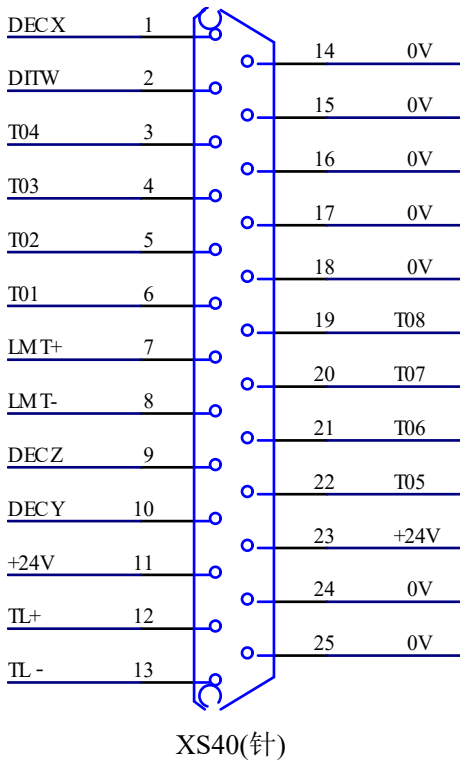 DECX 1
14 0V
DITW 2
15 0V
T04 3
16 0V
T03 4
17 0V
T02 5
18 0V
T01 6
19 T08
LMT+ 7
20 T07
LMT- 8
21 T06
DECZ 9
22 T05
DECY 10
23 +24V
+24V 11
24 0V
TL+ 12
25 0V
TL - 13
XS40(针)